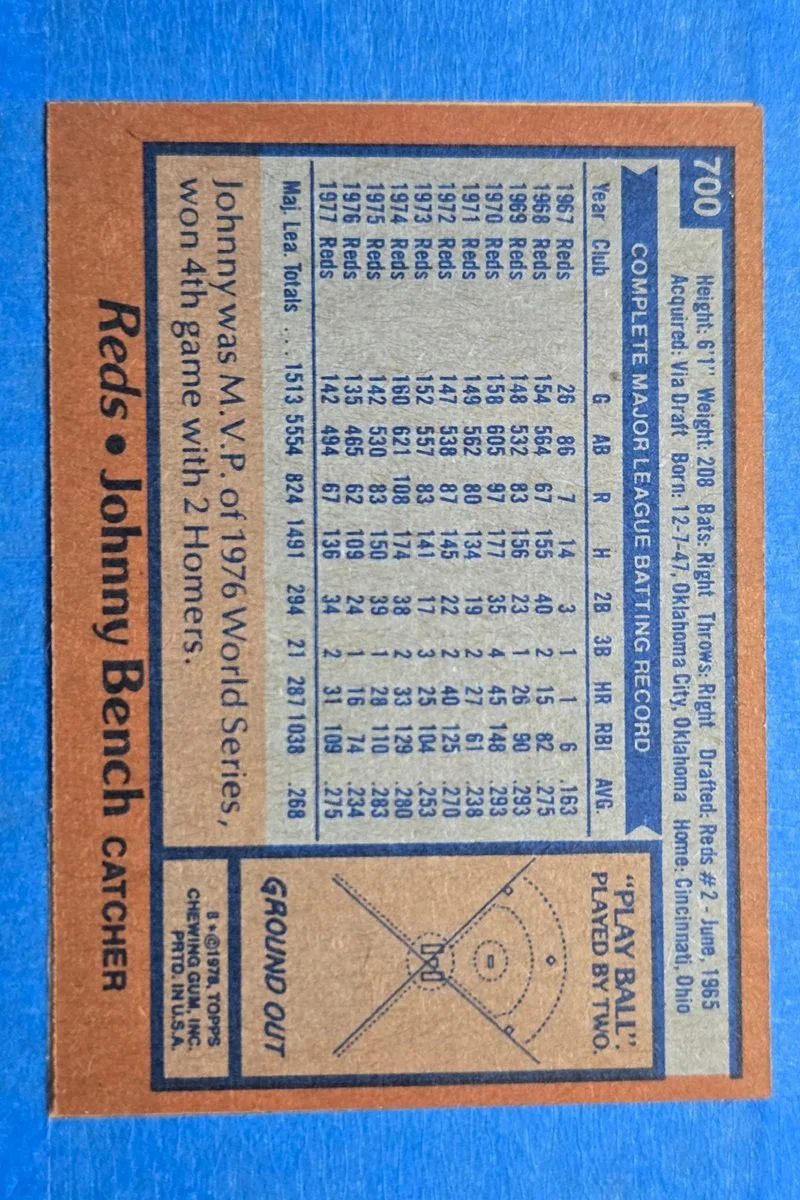 700
Height: 6'1" Weight: 208 Bats: Right Throws: Right Drafted: Reds #2 - June, 1965
Acquired: Via Draft Born: 12-7-47, Oklahoma City, Oklahoma Home: Cincinnati, Ohio
COMPLETE MAJOR LEAGUE BATTING RECORD
Year Club G AB R H 2B 3B HR RBI AVG.
1967 Reds 26 86 7 14 3 1 1 6 .163
1968 Reds 154 564 67 155 40 2 15 82 .275
1969 Reds 148 532 83 156 23 1 26 90 .293
1970 Reds 158 605 97 177 35 4 45 148 .293
1971 Reds 149 562 80 134 19 2 27 61 .238
1972 Reds 147 538 87 145 22 2 40 125 .270
1973 Reds 152 557 83 141 17 3 25 104 .253
1974 Reds 160 621 108 174 38 2 33 129 .280
1975 Reds 142 530 83 150 39 1 28 110 .283
1976 Reds 135 465 62 109 24 1 16 74 .234
1977 Reds 142 494 67 136 34 2 31 109 .275
Maj. Lea. Totals ... 1513 5554 824 1491 294 21 287 1038 .268
Johnny was M.V.P. of 1976 World Series,
won 4th game with 2 Homers.
"PLAY BALL"
PLAYED BY TWO.
GROUND OUT
8*©1978, TOPPS
CHEWING GUM, INC.
PRTD. IN U.S.A.
Reds • Johnny Bench CATCHER